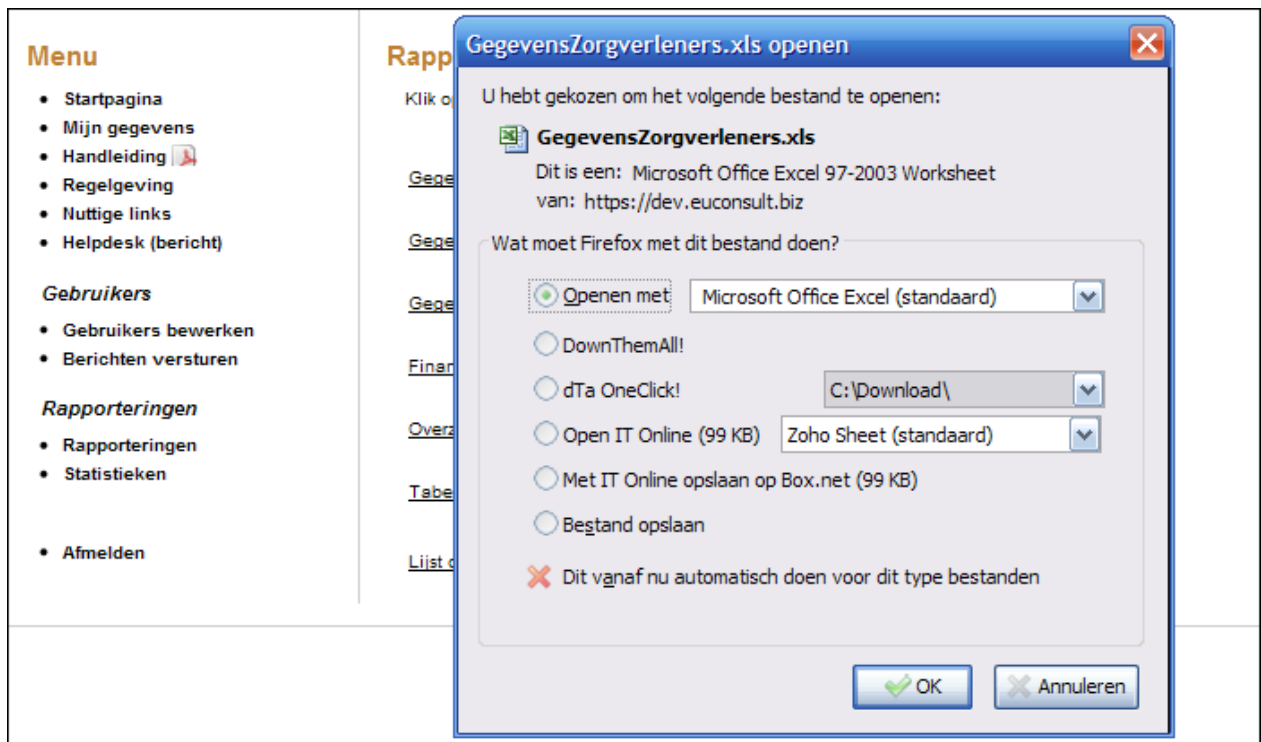 Menu
Startpagina
Mijn gegevens
Handleiding
Regelgeving
Nuttige links
Helpdesk (bericht)
Gebruikers
Gebruikers bewerken
Berichten versturen
Rapporteringen
Rapporteringen
Statistieken
Afmelden
Rapp
Klik op
Gege
Gege
Gege
Finan
Overz
Tabe
Lijst o
GegevensZorgverleners.xls openen
U hebt gekozen om het volgende bestand te openen:
GegevensZorgverleners.xls
Dit is een: Microsoft Office Excel 97-2003 Worksheet
van: https://dev.euconsult.biz
Wat moet Firefox met dit bestand doen?
Openen met Microsoft Office Excel (standaard)
DownThemAll!
dTa OneClick! C:\Download\
Open IT Online (99 KB) Zoho Sheet (standaard)
Met IT Online opslaan op Box.net (99 KB)
Bestand opslaan
Dit vanaf nu automatisch doen voor dit type bestanden
OK Annuleren